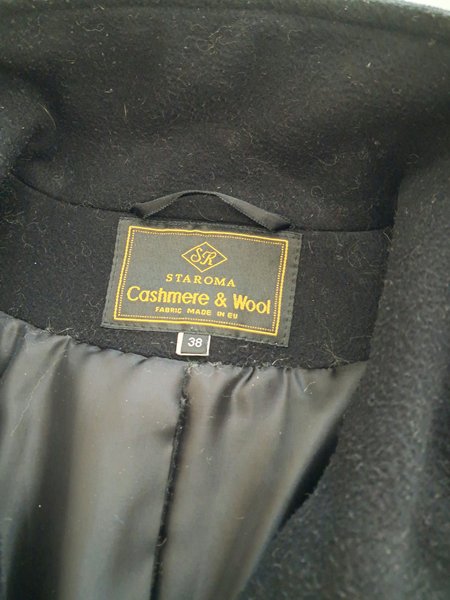 SR
STAROMA
Cashmere & Wool
FABRIC MADE IN EU
38